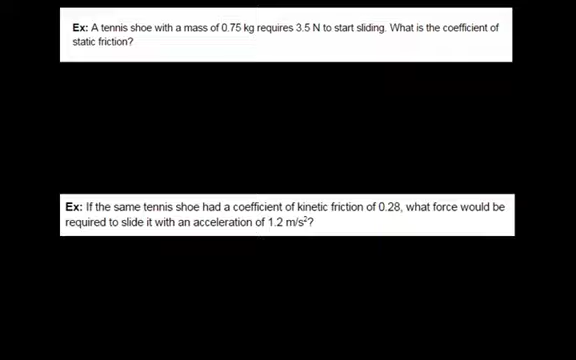 Ex: A tennis shoe with a mass of 0.75 kg requires 3.5 N to start sliding. What is the coefficient of
static friction?
Ex: If the same tennis shoe had a coefficient of kinetic friction of 0.28, what force would be
required to slide it with an acceleration of 1.2 m/s²?